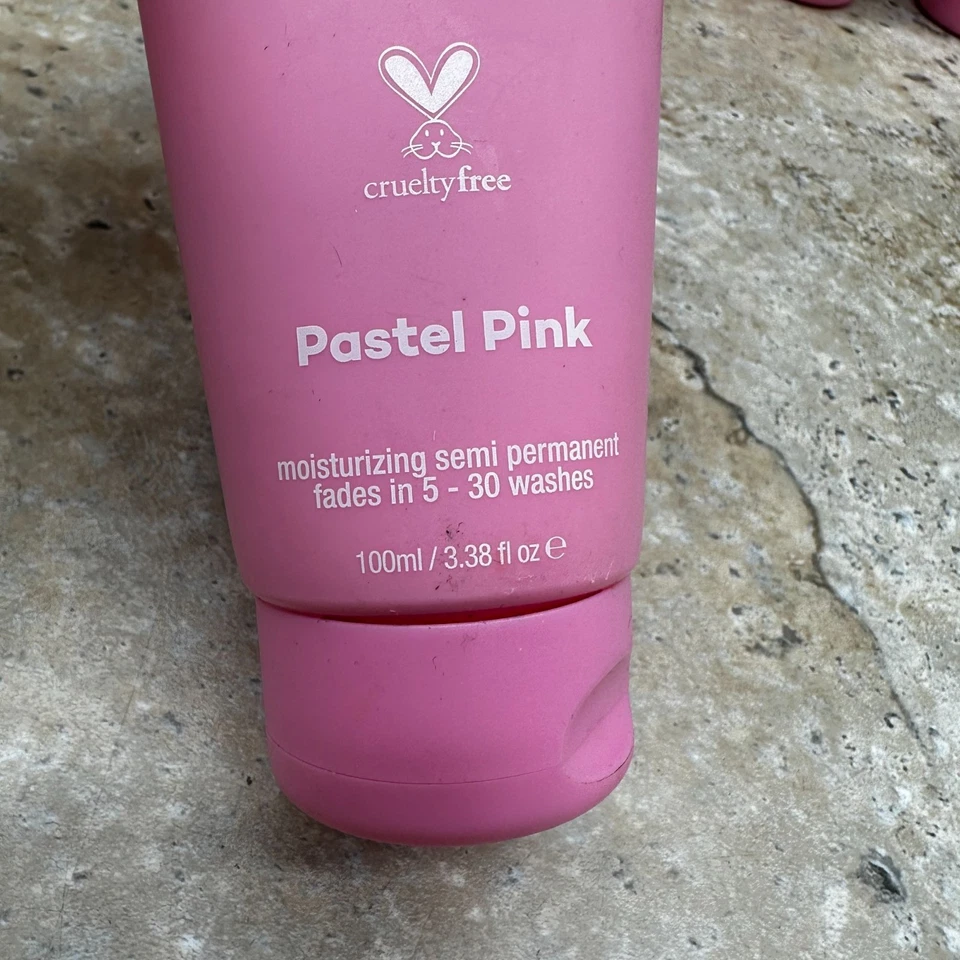 crueltyfree
Pastel Pink
moisturizing semi permanent
fades in 5 - 30 washes
100ml / 3.38 fl oz ℮